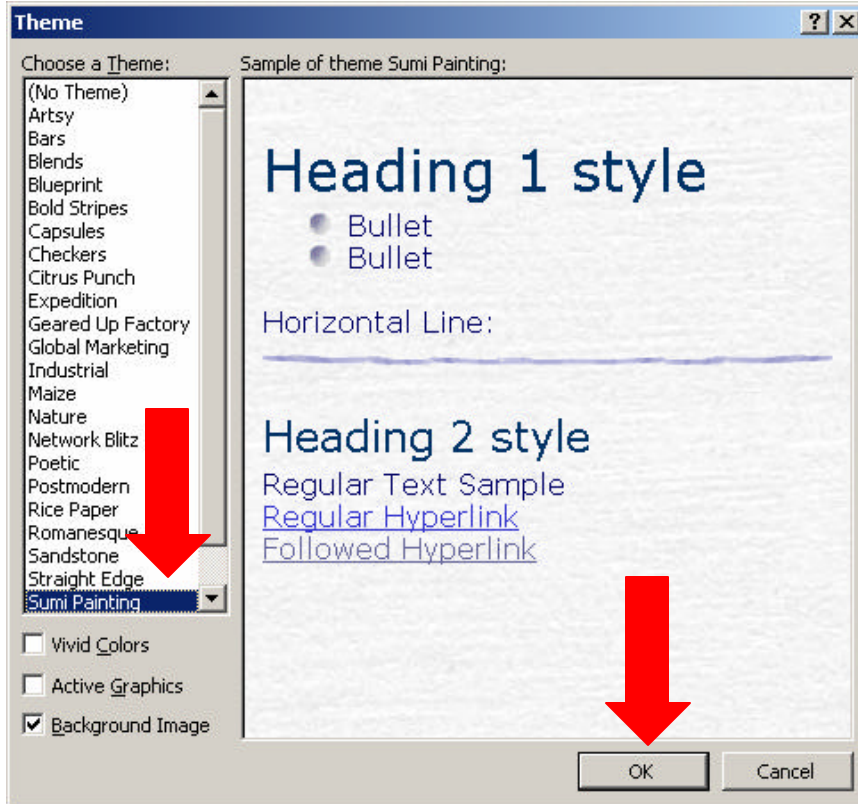 Theme
Choose a Theme:
Sample of theme Sumi Painting:
(No Theme)
Artsy
Bars
Blends
Blueprint
Bold Stripes
Capsules
Checkers
Citrus Punch
Expedition
Geared Up Factory
Global Marketing
Industrial
Maize
Nature
Network Blitz
Poetic
Postmodern
Rice Paper
Romanesque
Sandstone
Straight Edge
Sumi Painting
Vivid Colors
Active Graphics
Background Image
Heading 1 style
Bullet
Bullet
Horizontal Line:
Heading 2 style
Regular Text Sample
Regular Hyperlink
Followed Hyperlink
OK
Cancel